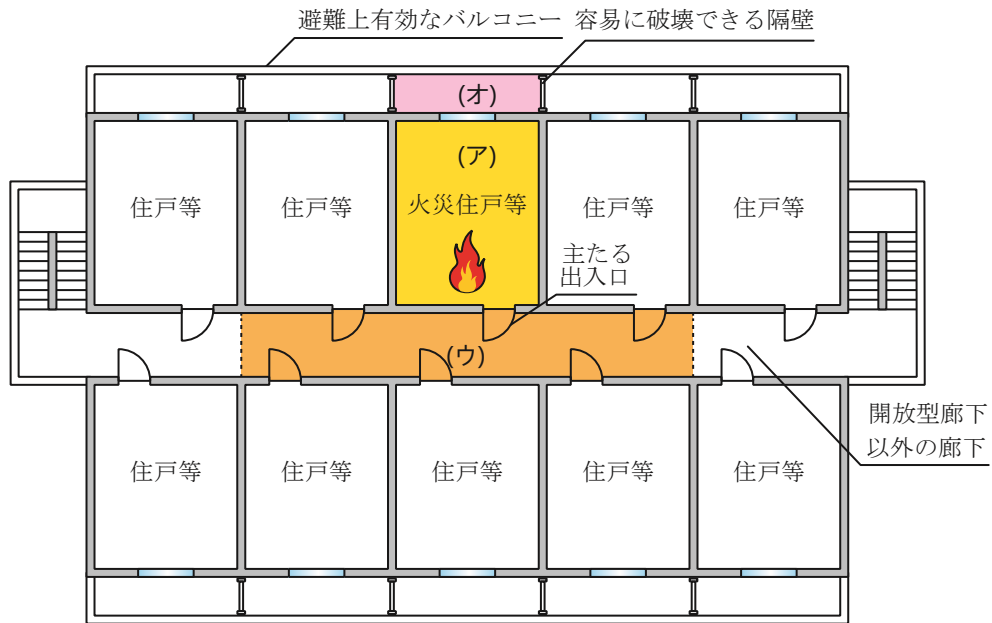 避難上有効なバルコニー 容易に破壊できる隔壁
(オ)
(ア)
住戸等 住戸等 火災住戸等 住戸等 住戸等
主たる
出入口
(ウ)
開放型廊下
以外の廊下
住戸等 住戸等 住戸等 住戸等 住戸等